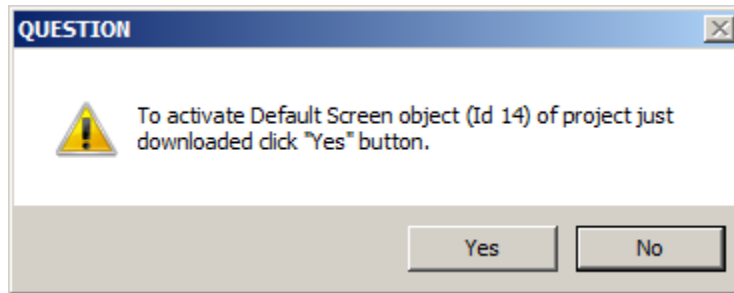 QUESTION
To activate Default Screen object (Id 14) of project just
downloaded click "Yes" button.
Yes
No